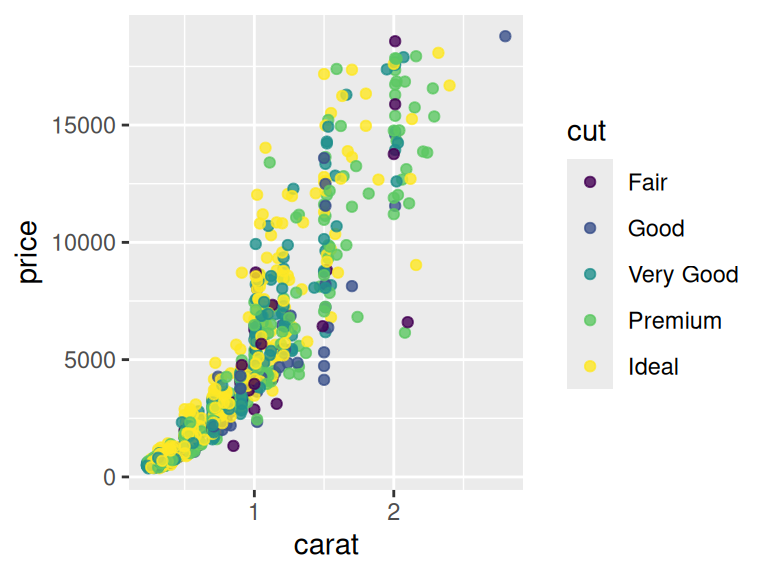 price
15000
10000
5000
0
1 2
carat
cut
Fair
Good
Very Good
Premium
Ideal